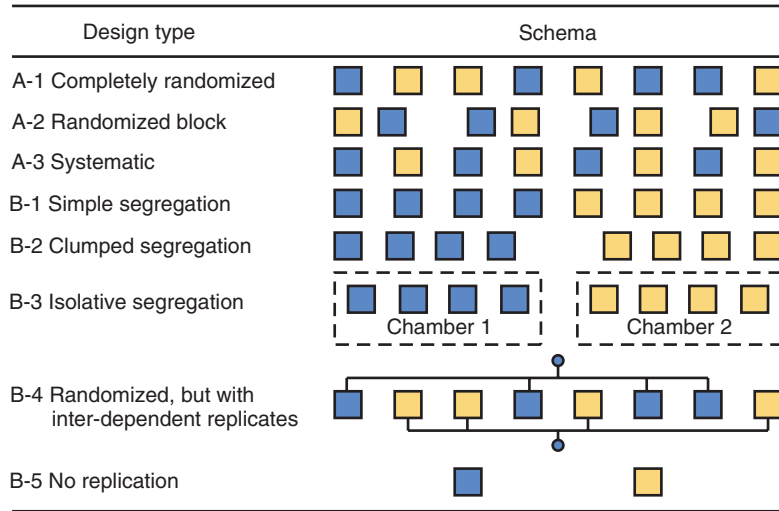 Design type Schema
A-1 Completely randomized
A-2 Randomized block
A-3 Systematic
B-1 Simple segregation
B-2 Clumped segregation
B-3 Isolative segregation
Chamber 1 Chamber 2
B-4 Randomized, but with
inter-dependent replicates
B-5 No replication